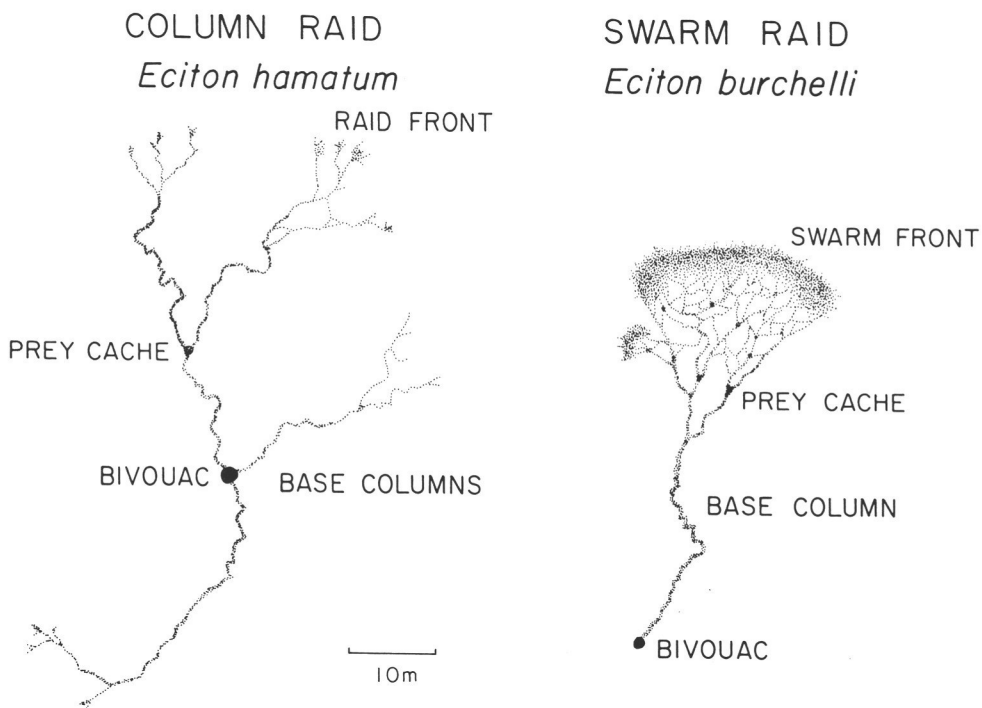 COLUMN RAID
Eciton hamatum
RAID FRONT
PREY CACHE
BIVOUAC
BASE COLUMNS
10m
SWARM RAID
Eciton burchelli
SWARM FRONT
PREY CACHE
BASE COLUMN
BIVOUAC